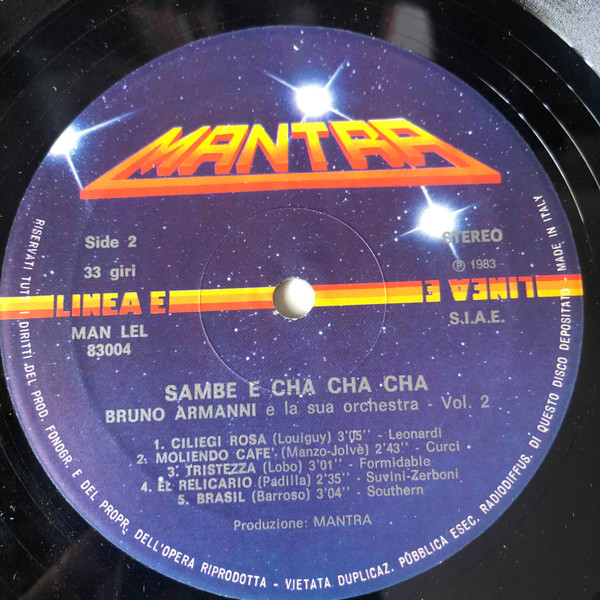 MANTRA
Side 2
STEREO
33 giri
℗ 1983
LINEA E
LINEA E
MAN LEL
83004
S.I.A.E.
SAMBE E CHA CHA CHA
BRUNO ARMANNI e la sua orchestra - Vol. 2
1. CILIEGI ROSA (Louiguy) 3'05" - Leonardi
2. MOLIENDO CAFE' (Manzo-Jolvè) 2'43" - Curci
3. TRISTEZZA (Lobo) 3'01" - Formidable
4. EL RELICARIO (Padilla) 2'35" - Suvini-Zerboni
5. BRASIL (Barroso) 3'04" - Southern
Produzione: MANTRA
RISERVATI TUTTI I DIRITTI DEL PROD. FONOGR. E DEL PROPR. DELL'OPERA RIPRODOTTA - VIETATA DUPLICAZ. PÚBBLICA ESEC. RADIODIFFUS. DI QUESTO DISCO DEPOSITATO - MADE IN ITALY